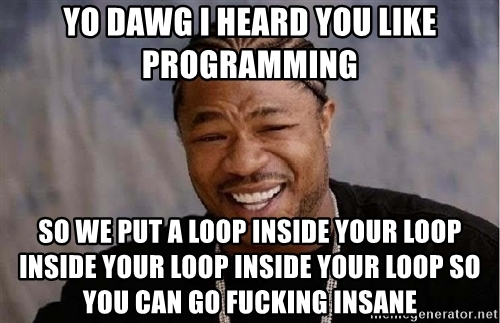 YO DAWG I HEARD YOU LIKE
PROGRAMMING
SO WE PUT A LOOP INSIDE YOUR LOOP
INSIDE YOUR LOOP INSIDE YOUR LOOP SO
YOU CAN GO FUCKING INSANE
memegenerator.net